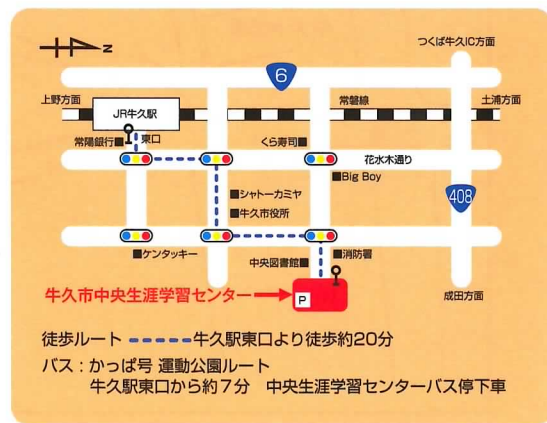 N
つくば牛久IC方面
6
上野方面
JR牛久駅
常磐線
土浦方面
常陽銀行■
東口
くら寿司■
花水木通り
■Big Boy
■シャトーカミヤ
■牛久市役所
408
■ケンタッキー
中央図書館■
■消防署
牛久市中央生涯学習センター
P
成田方面
徒歩ルート 牛久駅東口より徒歩約20分
バス:かっぱ号 運動公園ルート
牛久駅東口から約7分 中央生涯学習センターバス停下車